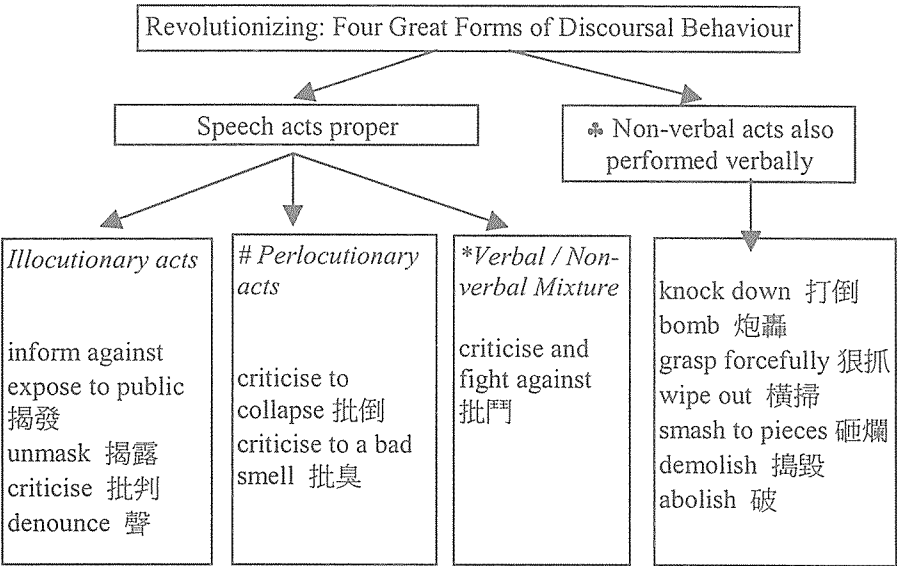 Revolutionizing: Four Great Forms of Discoursal Behaviour
Speech acts proper
♣ Non-verbal acts also
performed verbally
Illocutionary acts
inform against
expose to public
揭發
unmask 揭露
criticise 批判
denounce 聲
# Perlocutionary
acts
criticise to
collapse 批倒
criticise to a bad
smell 批臭
*Verbal / Non-
verbal Mixture
criticise and
fight against
批鬥
knock down 打倒
bomb 炮轟
grasp forcefully 狠抓
wipe out 橫掃
smash to pieces 砸爛
demolish 搗毀
abolish 破